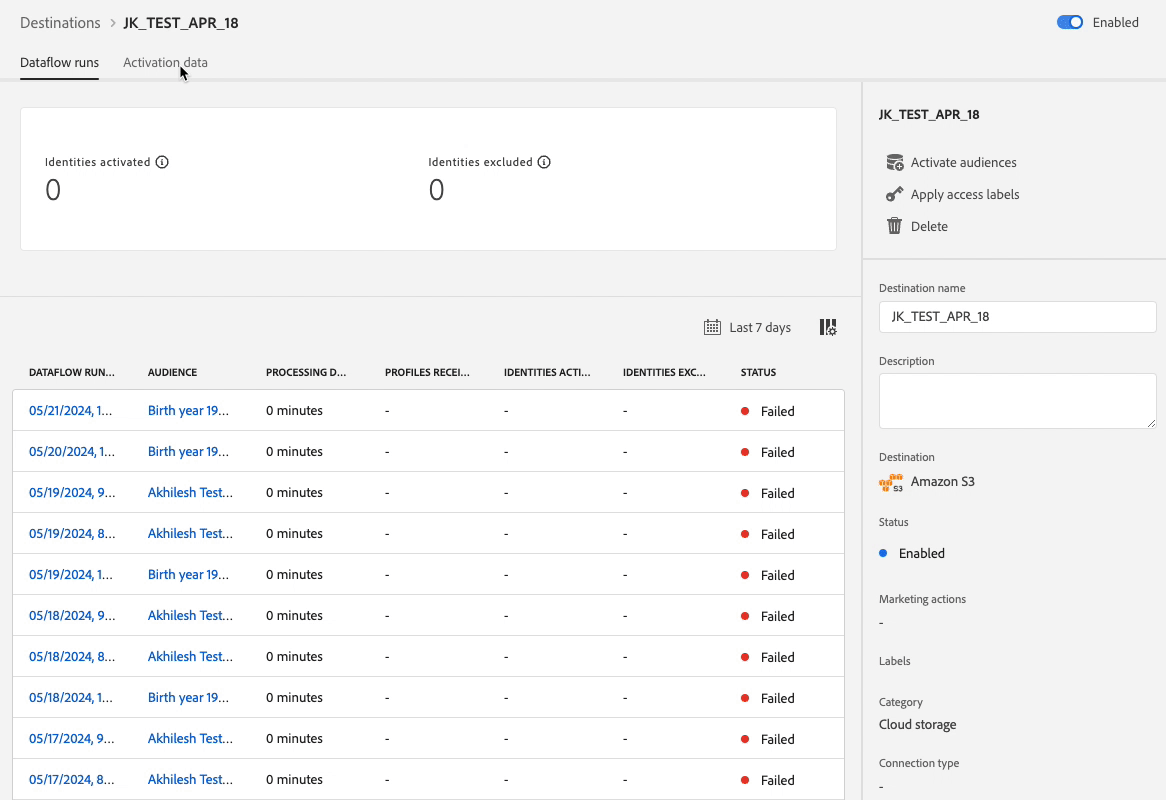 Destinations > JK_TEST_APR_18
Enabled
Dataflow runs Activation data
Identities activated
0
Identities excluded
0
Last 7 days
DATAFLOW RUN... AUDIENCE PROCESSING D... PROFILES RECEI... IDENTITIES ACTI... IDENTITIES EXC... STATUS
05/21/2024, 1... Birth year 19... 0 minutes - - - Failed
05/20/2024, 1... Birth year 19... 0 minutes - - - Failed
05/19/2024, 9... Akhilesh Test... 0 minutes - - - Failed
05/19/2024, 8... Akhilesh Test... 0 minutes - - - Failed
05/19/2024, 1... Birth year 19... 0 minutes - - - Failed
05/18/2024, 9... Akhilesh Test... 0 minutes - - - Failed
05/18/2024, 8... Akhilesh Test... 0 minutes - - - Failed
05/18/2024, 1... Birth year 19... 0 minutes - - - Failed
05/17/2024, 9... Akhilesh Test... 0 minutes - - - Failed
05/17/2024, 8... Akhilesh Test... 0 minutes - - - Failed
JK_TEST_APR_18
Activate audiences
Apply access labels
Delete
Destination name
JK_TEST_APR_18
Description
Destination
S3 Amazon S3
Status
Enabled
Marketing actions
-
Labels
Category
Cloud storage
Connection type
-